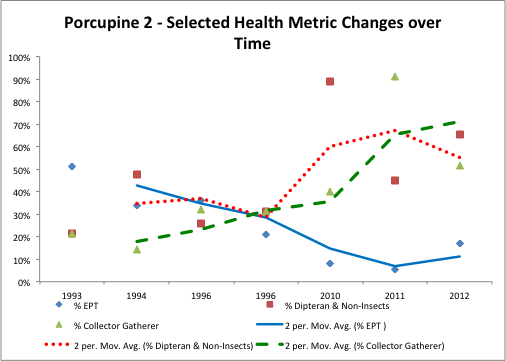 Porcupine 2 - Selected Health Metric Changes over
Time
100%
90%
80%
70%
60%
50%
40%
30%
20%
10%
0%
1993 1994 1996 1996 2010 2011 2012
% EPT % Dipteran & Non-Insects
% Collector Gatherer 2 per. Mov. Avg. (% EPT )
2 per. Mov. Avg. (% Dipteran & Non-Insects) 2 per. Mov. Avg. (% Collector Gatherer)